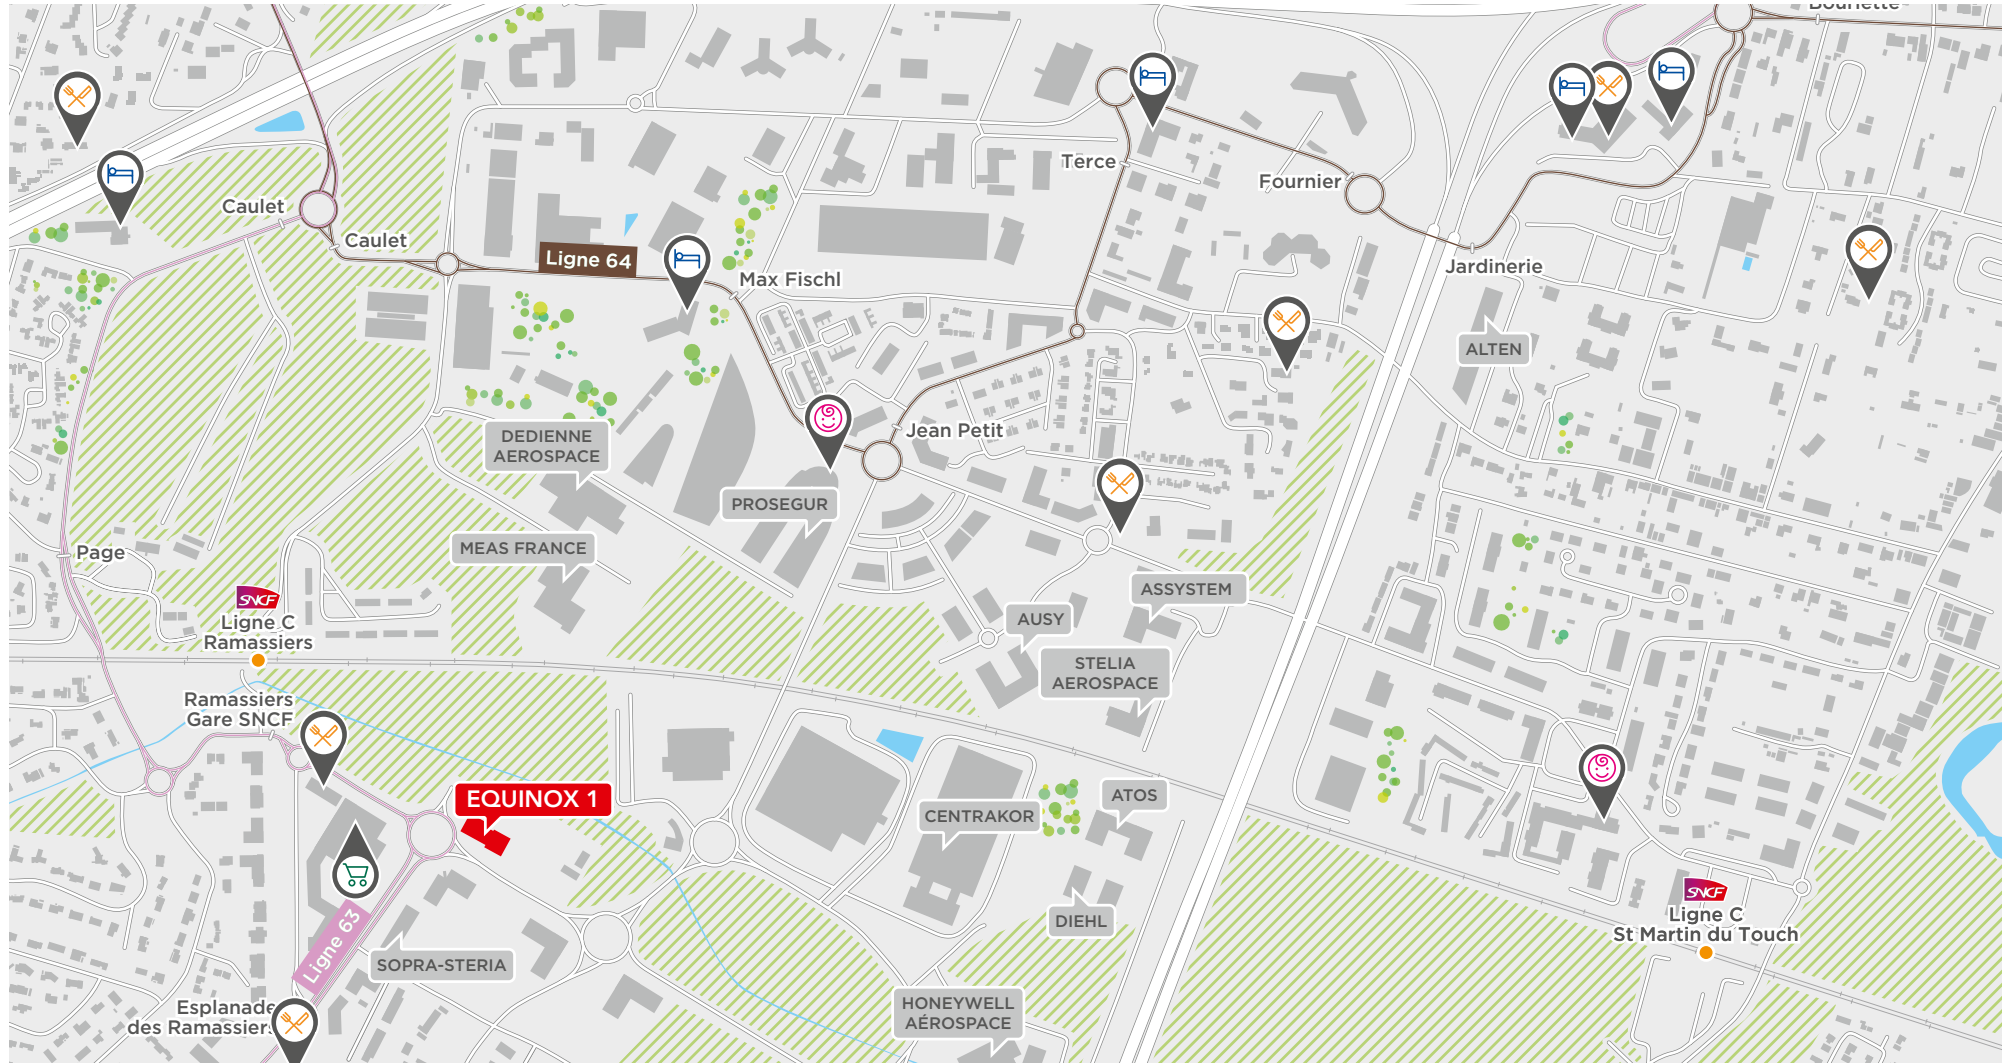 Bouriette
Terce
Fournier
Caulet
Caulet
Ligne 64
Max Fischl
Jardinerie
ALTEN
Jean Petit
DEDIENNE
AEROSPACE
PROSEGUR
MEAS FRANCE
Page
SNCF
Ligne C
Ramassiers
ASSYSTEM
AUSY
STELIA
AEROSPACE
Ramassiers
Gare SNCF
EQUINOX 1
ATOS
CENTRAKOR
SNCF
Ligne C
St Martin du Touch
DIEHL
Ligne 63
SOPRA-STERIA
HONEYWELL
AÉROSPACE
Esplanade
des Ramassiers